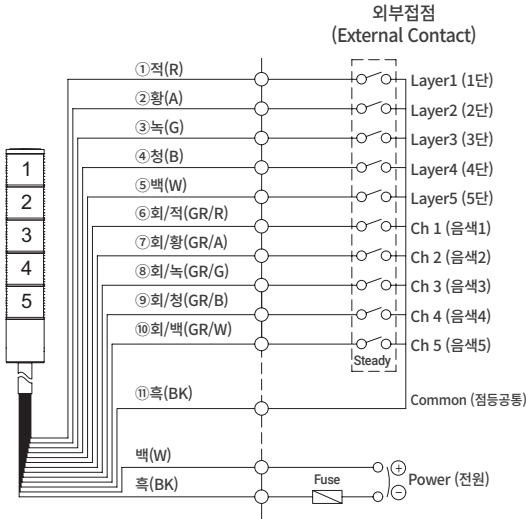 외부접점
(External Contact)
①적(R)
Layer1 (1단)
②황(A)
Layer2 (2단)
③녹(G)
Layer3 (3단)
④청(B)
Layer4 (4단)
⑤백(W)
Layer5 (5단)
⑥회/적(GR/R)
Ch 1 (음색1)
⑦회/황(GR/A)
Ch 2 (음색2)
⑧회/녹(GR/G)
Ch 3 (음색3)
⑨회/청(GR/B)
Ch 4 (음색4)
⑩회/백(GR/W)
Ch 5 (음색5)
1
2
3
4
5
Steady
⑪흑(BK)
Common (점등공통)
백(W)
흑(BK)
Fuse
+
−
Power (전원)